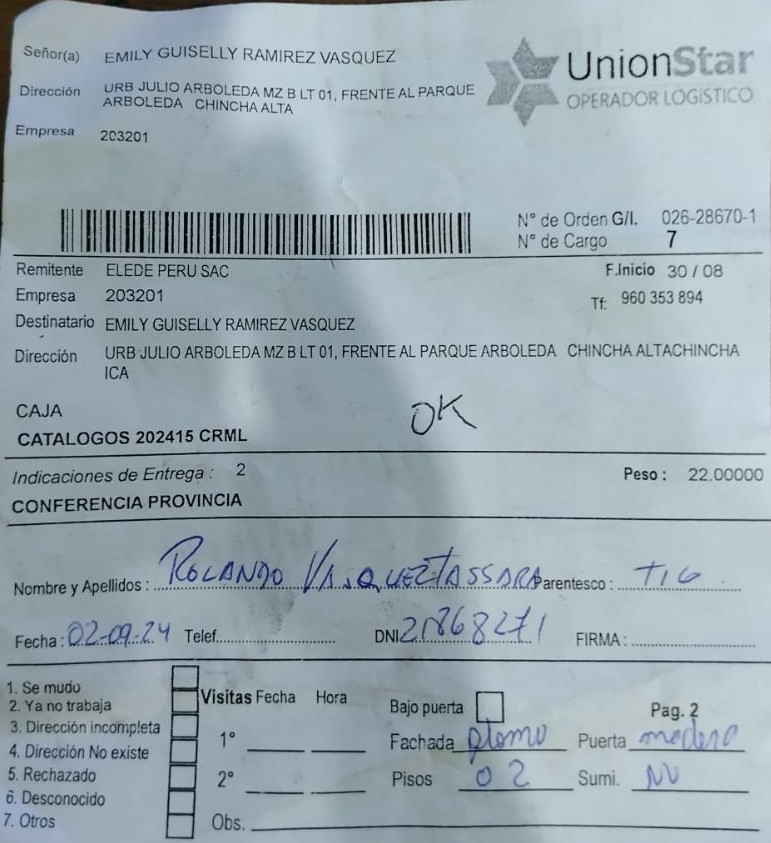 Señor(a) EMILY GUISELLY RAMIREZ VASQUEZ
UnionStar
OPERADOR LOGÍSTICO
Dirección URB JULIO ARBOLEDA MZ B LT 01, FRENTE AL PARQUE
ARBOLEDA CHINCHA ALTA
Empresa 203201
N° de Orden G/I. 026-28670-1
N° de Cargo 7
Remitente ELEDE PERU SAC F.Inicio 30 / 08
Empresa 203201 Tf: 960 353 894
Destinatario EMILY GUISELLY RAMIREZ VASQUEZ
Dirección URB JULIO ARBOLEDA MZ B LT 01, FRENTE AL PARQUE ARBOLEDA CHINCHA ALTACHINCHA
ICA
CAJA OK
CATALOGOS 202415 CRML
Indicaciones de Entrega : 2 Peso : 22.00000
CONFERENCIA PROVINCIA
Nombre y Apellidos : ROLANDO VASQUEZ TASSARA Parentesco : TIO
Fecha : 02-09-24 Telef. DNI 21868271 FIRMA :
1. Se mudo
2. Ya no trabaja
3. Dirección incompleta
4. Dirección No existe
5. Rechazado
6. Desconocido
7. Otros
Visitas Fecha Hora
1°
2°
Obs.
Bajo puerta Pag. 2
Fachada plomo Puerta madera
Pisos 02 Sumi.